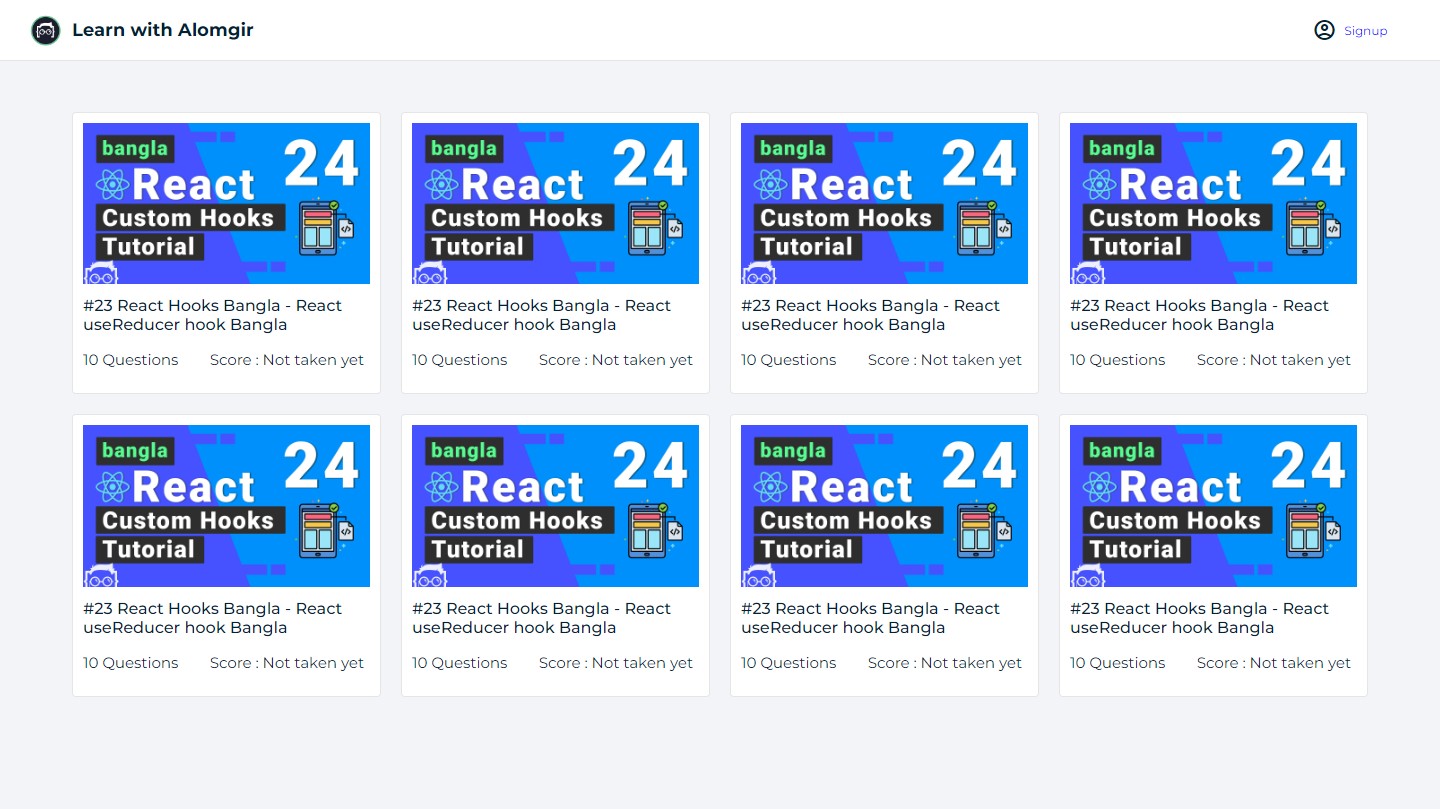 Learn with Alomgir
Signup
bangla
24
React
Custom Hooks
Tutorial
#23 React Hooks Bangla - React
useReducer hook Bangla
10 Questions Score : Not taken yet
bangla
24
React
Custom Hooks
Tutorial
#23 React Hooks Bangla - React
useReducer hook Bangla
10 Questions Score : Not taken yet
bangla
24
React
Custom Hooks
Tutorial
#23 React Hooks Bangla - React
useReducer hook Bangla
10 Questions Score : Not taken yet
bangla
24
React
Custom Hooks
Tutorial
#23 React Hooks Bangla - React
useReducer hook Bangla
10 Questions Score : Not taken yet
bangla
24
React
Custom Hooks
Tutorial
#23 React Hooks Bangla - React
useReducer hook Bangla
10 Questions Score : Not taken yet
bangla
24
React
Custom Hooks
Tutorial
#23 React Hooks Bangla - React
useReducer hook Bangla
10 Questions Score : Not taken yet
bangla
24
React
Custom Hooks
Tutorial
#23 React Hooks Bangla - React
useReducer hook Bangla
10 Questions Score : Not taken yet
bangla
24
React
Custom Hooks
Tutorial
#23 React Hooks Bangla - React
useReducer hook Bangla
10 Questions Score : Not taken yet